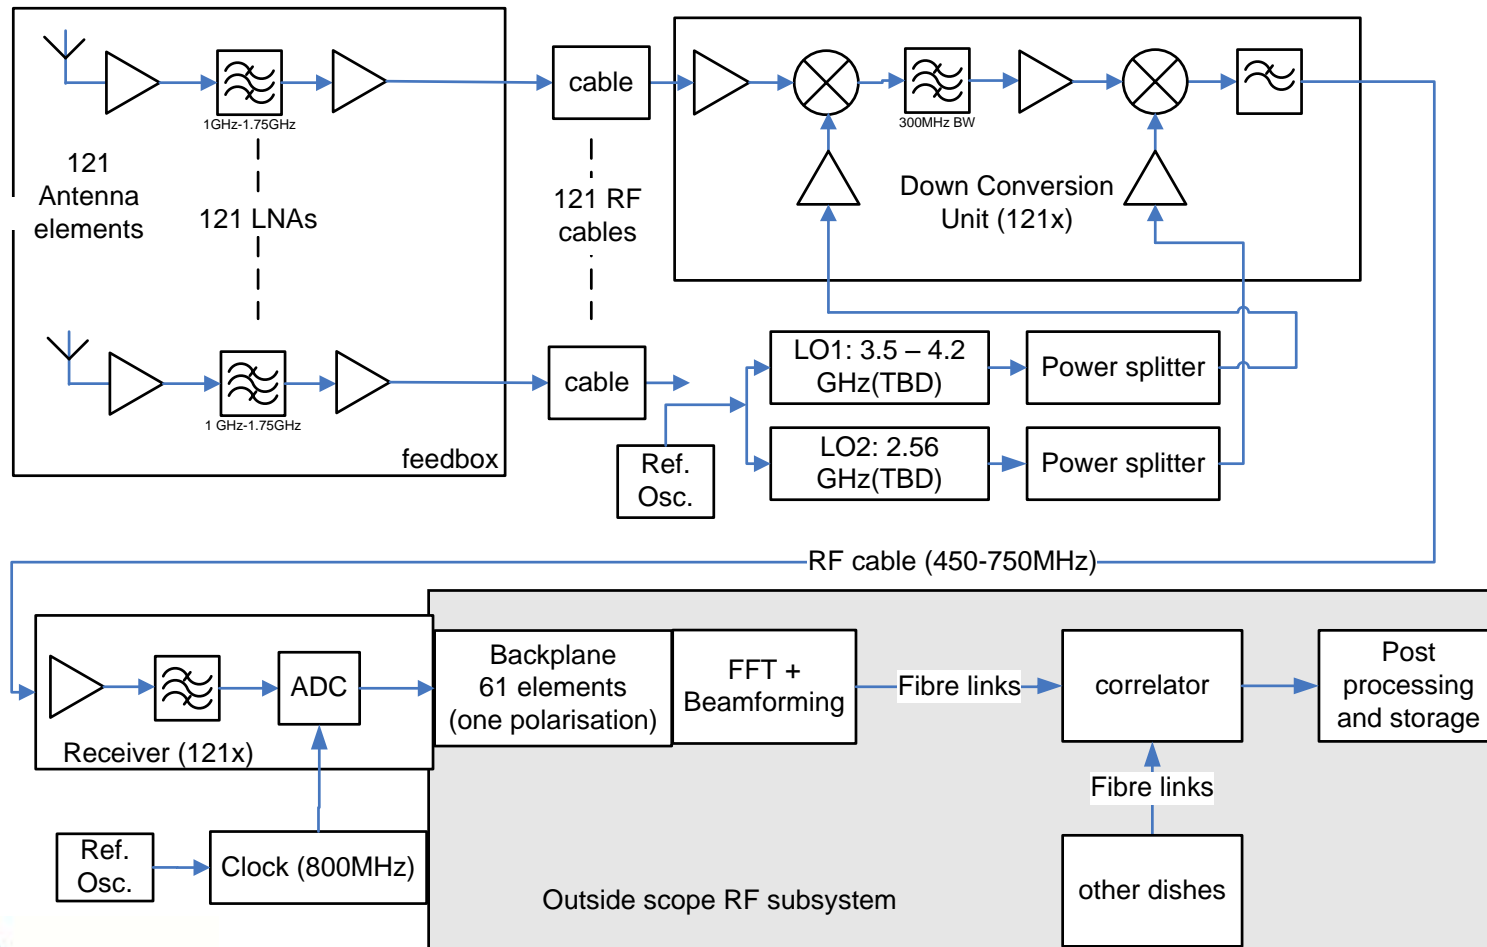 cable
1GHz-1.75GHz
300MHz BW
121
Antenna
elements
121 LNAs
121 RF
cables
Down Conversion
Unit (121x)
1 GHz-1.75GHz
feedbox
cable
LO1: 3.5 – 4.2
GHz(TBD)
Power splitter
Ref.
Osc.
LO2: 2.56
GHz(TBD)
Power splitter
RF cable (450-750MHz)
ADC
Receiver (121x)
Backplane
61 elements
(one polarisation)
FFT +
Beamforming
Fibre links
correlator
Post
processing
and storage
Fibre links
Ref.
Osc.
Clock (800MHz)
other dishes
Outside scope RF subsystem